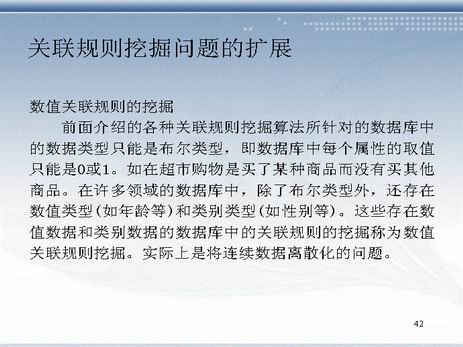 关联规则挖掘问题的扩展
数值关联规则的挖掘
前面介绍的各种关联规则挖掘算法所针对的数据库中
的数据类型只能是布尔类型，即数据库中每个属性的取值
只能是0或1。如在超市购物是买了某种商品而没有买其他
商品。在许多领域的数据库中，除了布尔类型外，还存在
数值类型(如年龄等)和类别类型(如性别等)。这些存在数
值数据和类别数据的数据库中的关联规则的挖掘称为数值
关联规则挖掘。实际上是将连续数据离散化的问题。
42